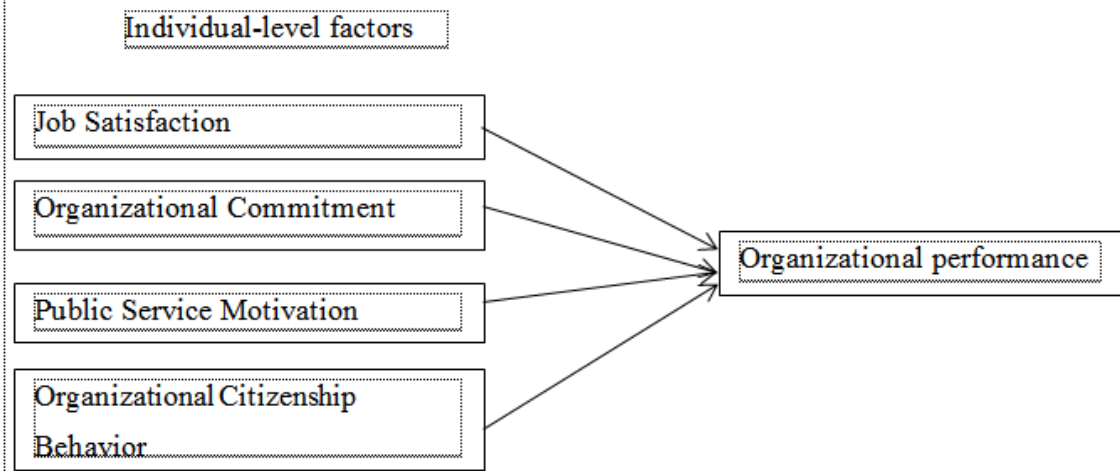 Individual-level factors
Job Satisfaction
Organizational Commitment
Organizational performance
Public Service Motivation
Organizational Citizenship
Behavior